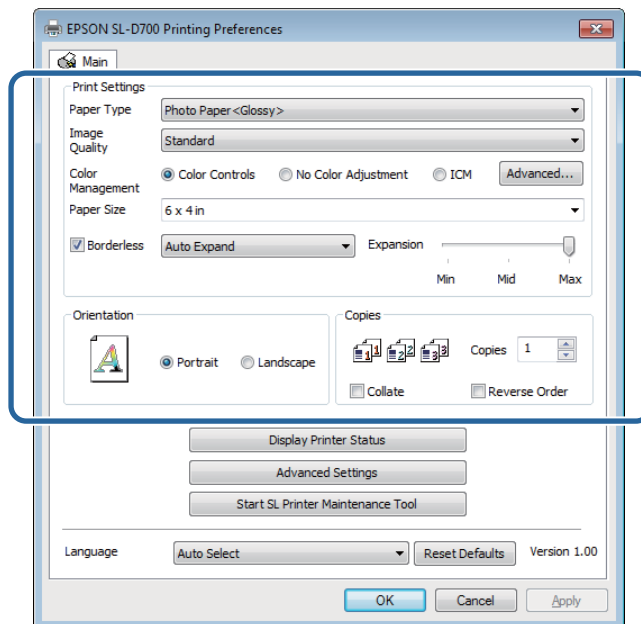 EPSON SL-D700 Printing Preferences
Main
Print Settings
Paper Type Photo Paper<Glossy>
Image Quality Standard
Color Management Color Controls No Color Adjustment ICM Advanced...
Paper Size 6 x 4 in
Borderless Auto Expand Expansion
Min Mid Max
Orientation Copies
Portrait Landscape Copies 1
Collate Reverse Order
Display Printer Status
Advanced Settings
Start SL Printer Maintenance Tool
Language Auto Select Reset Defaults Version 1.00
OK Cancel Apply